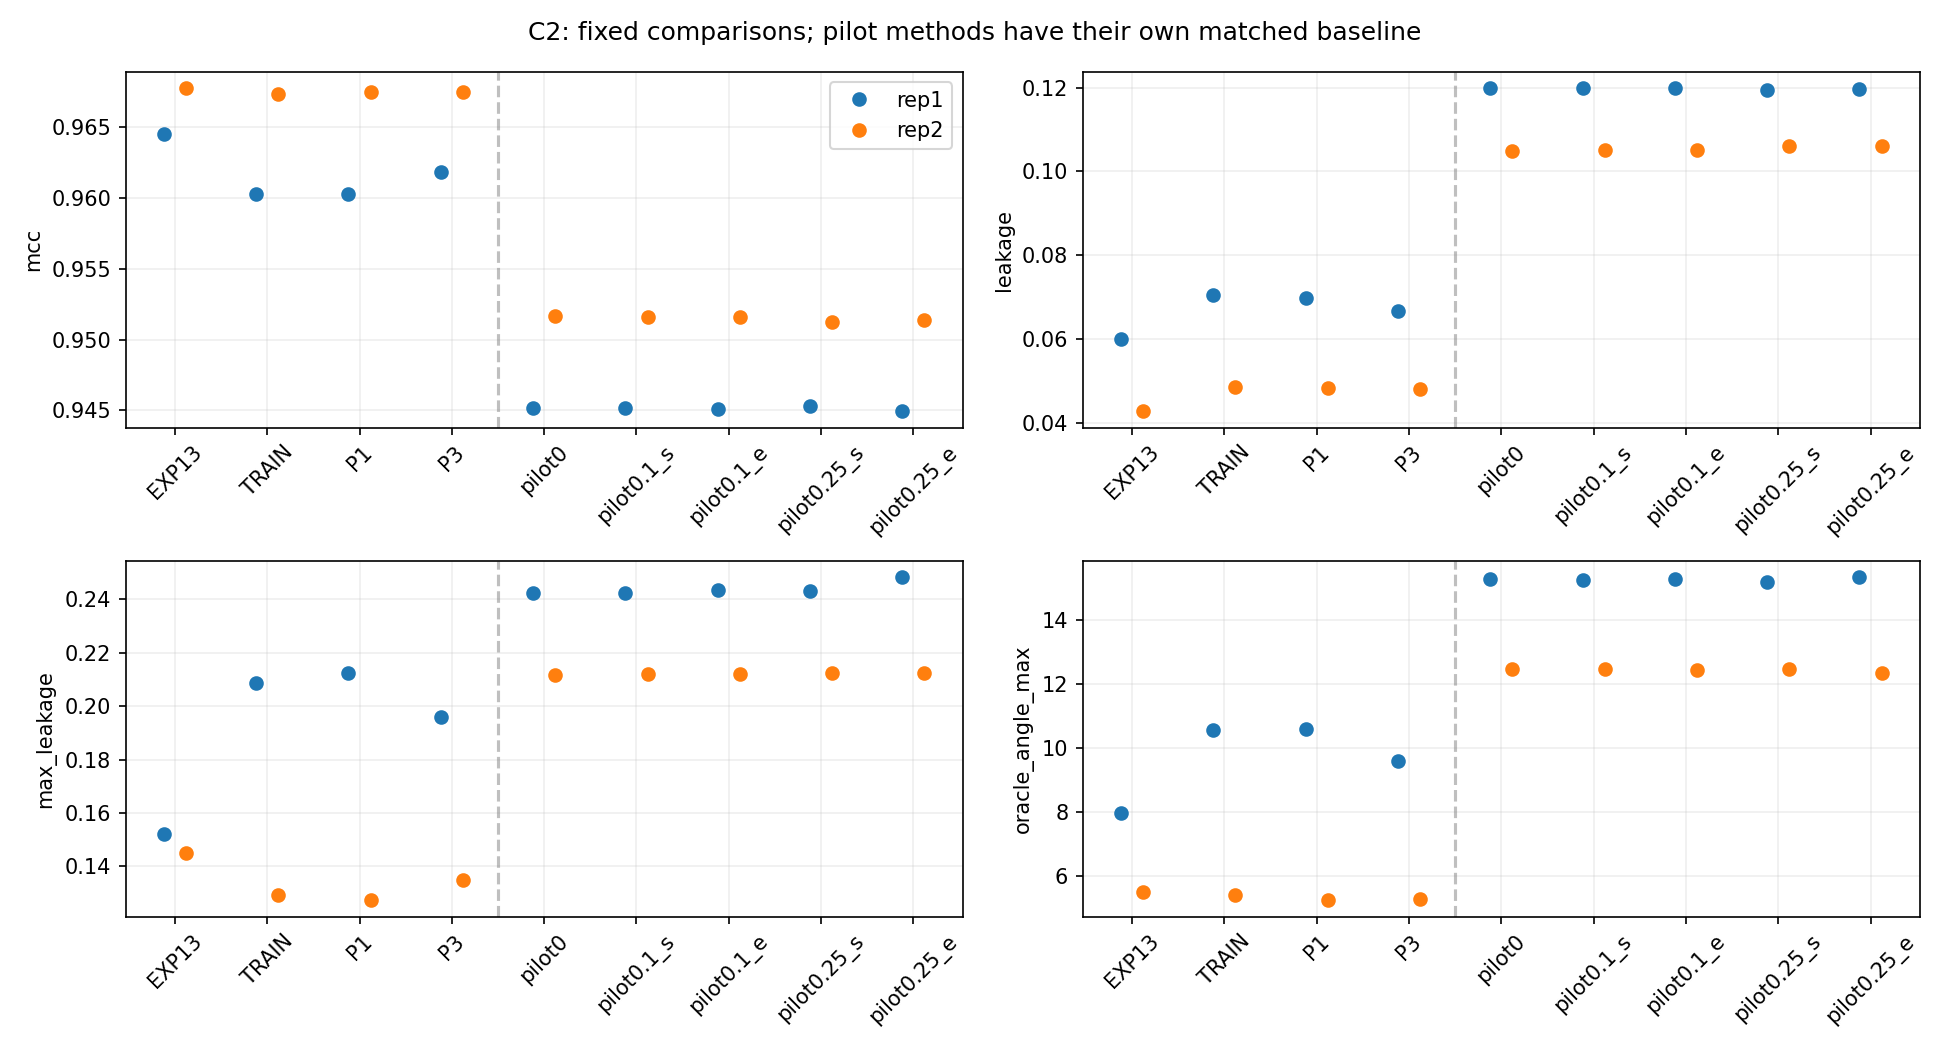 C2: fixed comparisons; pilot methods have their own matched baseline
mcc
0.965
0.960
0.955
0.950
0.945
rep1
rep2
EXP13
TRAIN
P1
P3
pilot0
pilot0.1_s
pilot0.1_e
pilot0.25_s
pilot0.25_e
leakage
0.12
0.10
0.08
0.06
0.04
EXP13
TRAIN
P1
P3
pilot0
pilot0.1_s
pilot0.1_e
pilot0.25_s
pilot0.25_e
max_leakage
0.24
0.22
0.20
0.18
0.16
0.14
EXP13
TRAIN
P1
P3
pilot0
pilot0.1_s
pilot0.1_e
pilot0.25_s
pilot0.25_e
oracle_angle_max
14
12
10
8
6
EXP13
TRAIN
P1
P3
pilot0
pilot0.1_s
pilot0.1_e
pilot0.25_s
pilot0.25_e